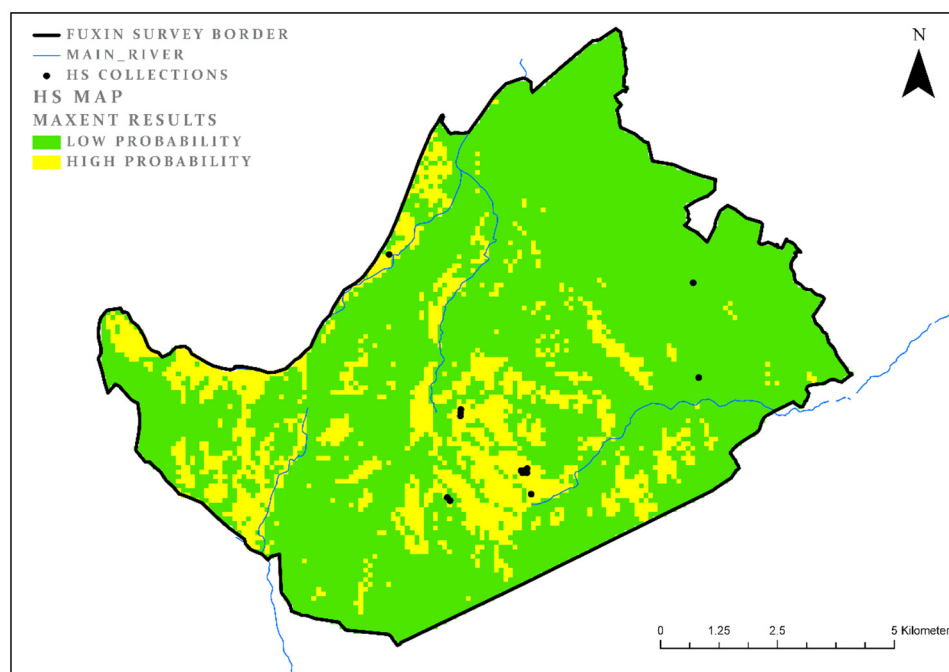 FUXIN SURVEY BORDER
MAIN_RIVER
HS COLLECTIONS
HS MAP
MAXENT RESULTS
LOW PROBABILITY
HIGH PROBABILITY
N
0 1.25 2.5 5 Kilometer